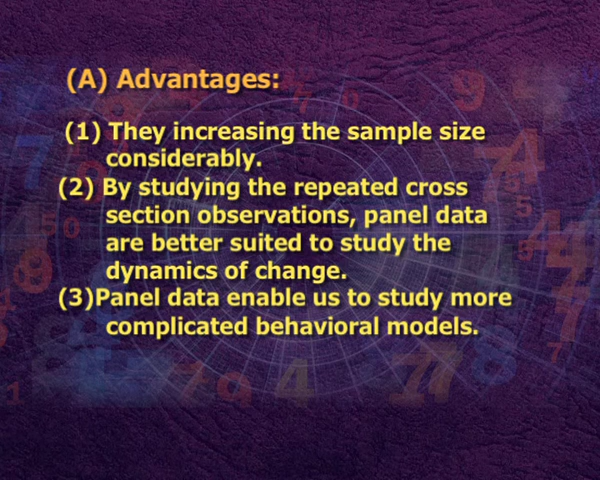 (A) Advantages:
(1) They increasing the sample size
considerably.
(2) By studying the repeated cross
section observations, panel data
are better suited to study the
dynamics of change.
(3)Panel data enable us to study more
complicated behavioral models.